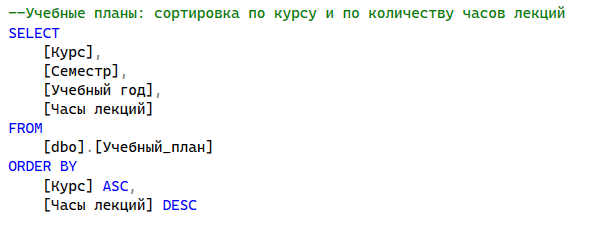 --Учебные планы: сортировка по курсу и по количеству часов лекций
SELECT
    [Курс],
    [Семестр],
    [Учебный год],
    [Часы лекций]
FROM
    [dbo].[Учебный_план]
ORDER BY
    [Курс] ASC,
    [Часы лекций] DESC